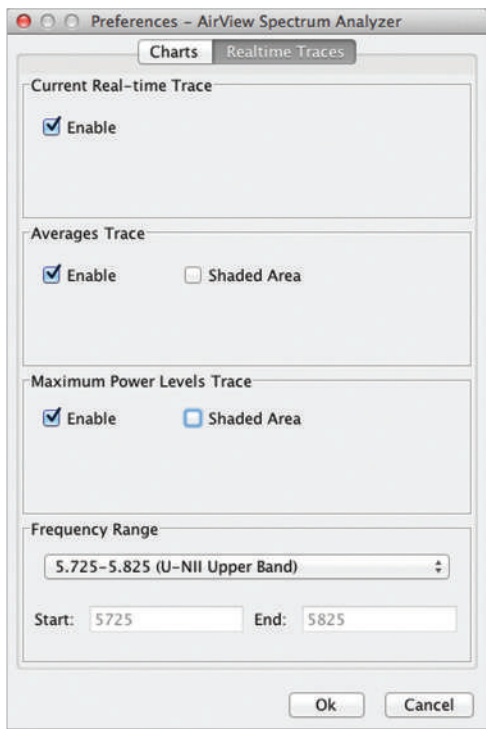 Preferences – AirView Spectrum Analyzer
Charts Realtime Traces
Current Real-time Trace
Enable
Averages Trace
Enable Shaded Area
Maximum Power Levels Trace
Enable Shaded Area
Frequency Range
5.725-5.825 (U-NII Upper Band)
Start: 5725 End: 5825
Ok Cancel